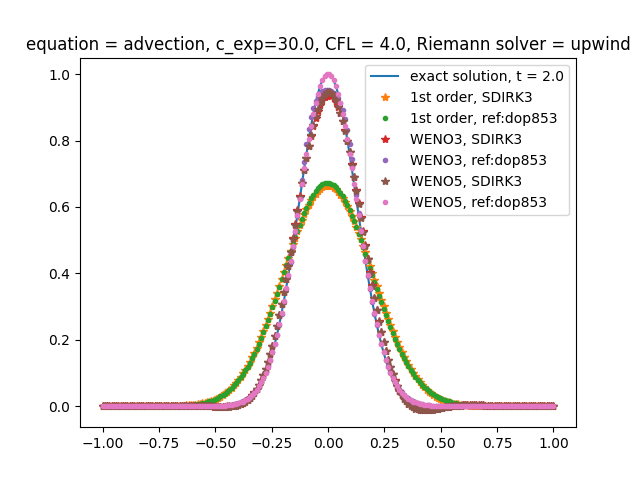 equation = advection, c_exp=30.0, CFL = 4.0, Riemann solver = upwind
exact solution, t = 2.0
1st order, SDIRK3
1st order, ref:dop853
WENO3, SDIRK3
WENO3, ref:dop853
WENO5, SDIRK3
WENO5, ref:dop853
1.0
0.8
0.6
0.4
0.2
0.0
−1.00 −0.75 −0.50 −0.25 0.00 0.25 0.50 0.75 1.00